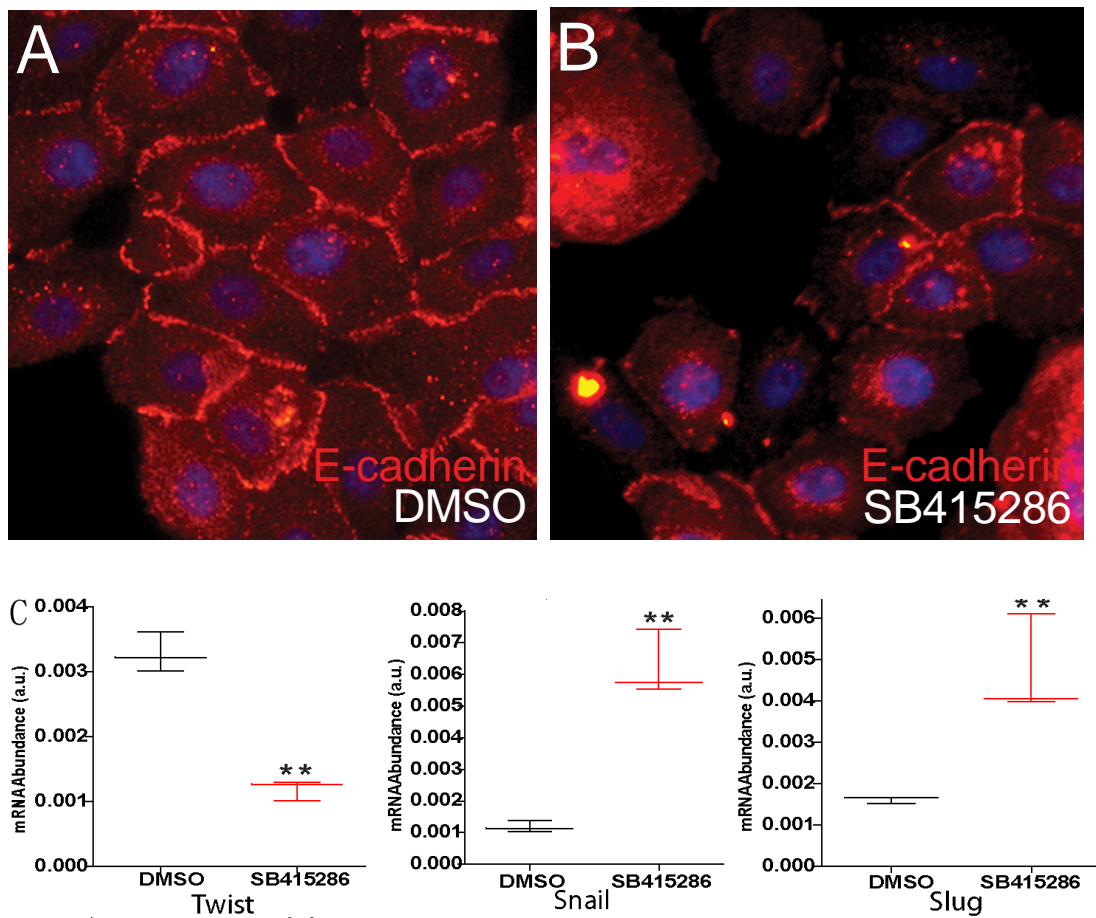 A
E-cadherin
DMSO
B
E-cadherin
SB415286
C
mRNAAbundance (a.u.)
0.004
0.003
0.002
0.001
0.000
**
DMSO
SB415286
Twist
mRNAAbundance (a.u.)
0.008
0.007
0.006
0.005
0.004
0.003
0.002
0.001
0.000
**
DMSO
SB415286
Snail
mRNAAbundance (a.u.)
0.006
0.005
0.004
0.003
0.002
0.001
0.000
**
DMSO
SB415286
Slug